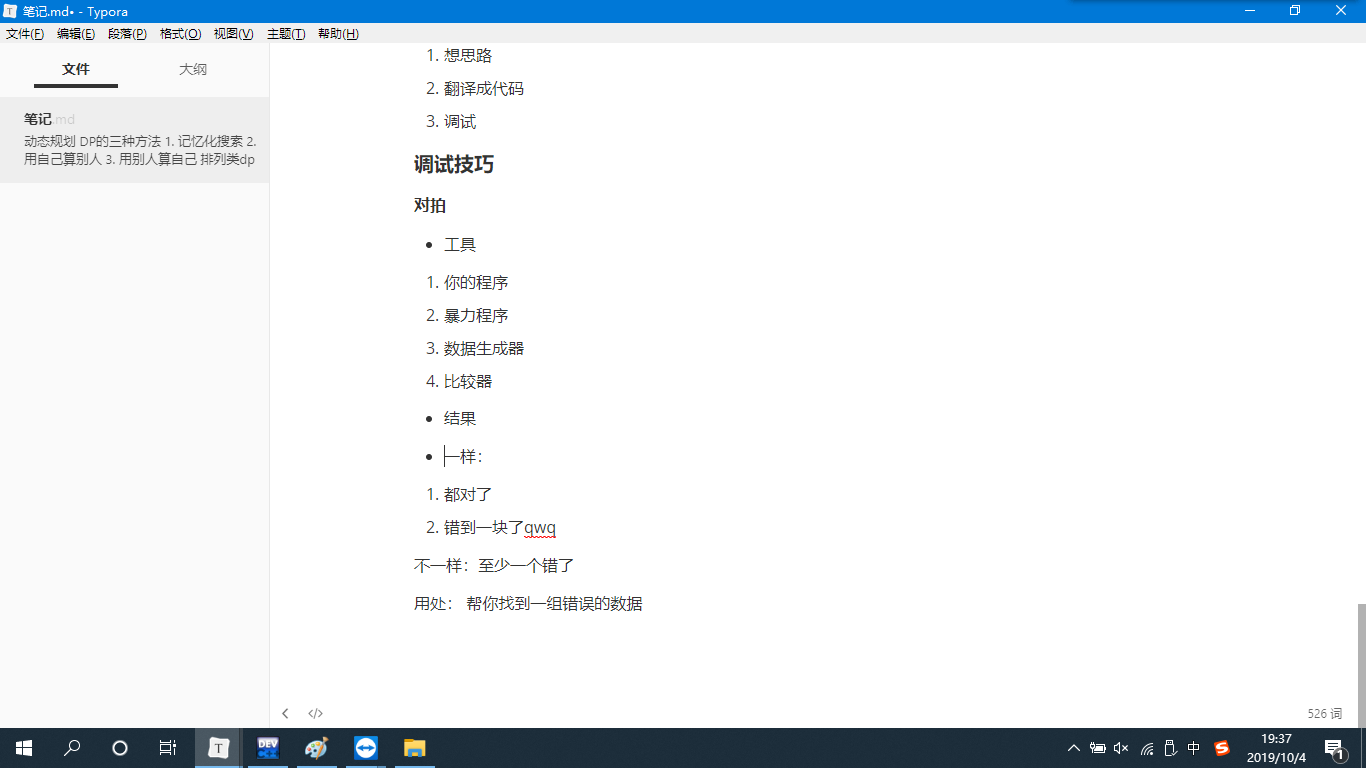 笔记.md• - Typora
文件(F) 编辑(E) 段落(P) 格式(O) 视图(V) 主题(T) 帮助(H)
文件 大纲
笔记.md
动态规划 DP的三种方法 1. 记忆化搜索 2.
用自己算别人 3. 用别人算自己 排列类dp
1. 想思路
2. 翻译成代码
3. 调试
调试技巧
对拍
• 工具
1. 你的程序
2. 暴力程序
3. 数据生成器
4. 比较器
• 结果
• 一样：
1. 都对了
2. 错到一块了qwq
不一样：至少一个错了
用处： 帮你找到一组错误的数据
526 词
T DEV 中 S 19:37
2019/10/4 1